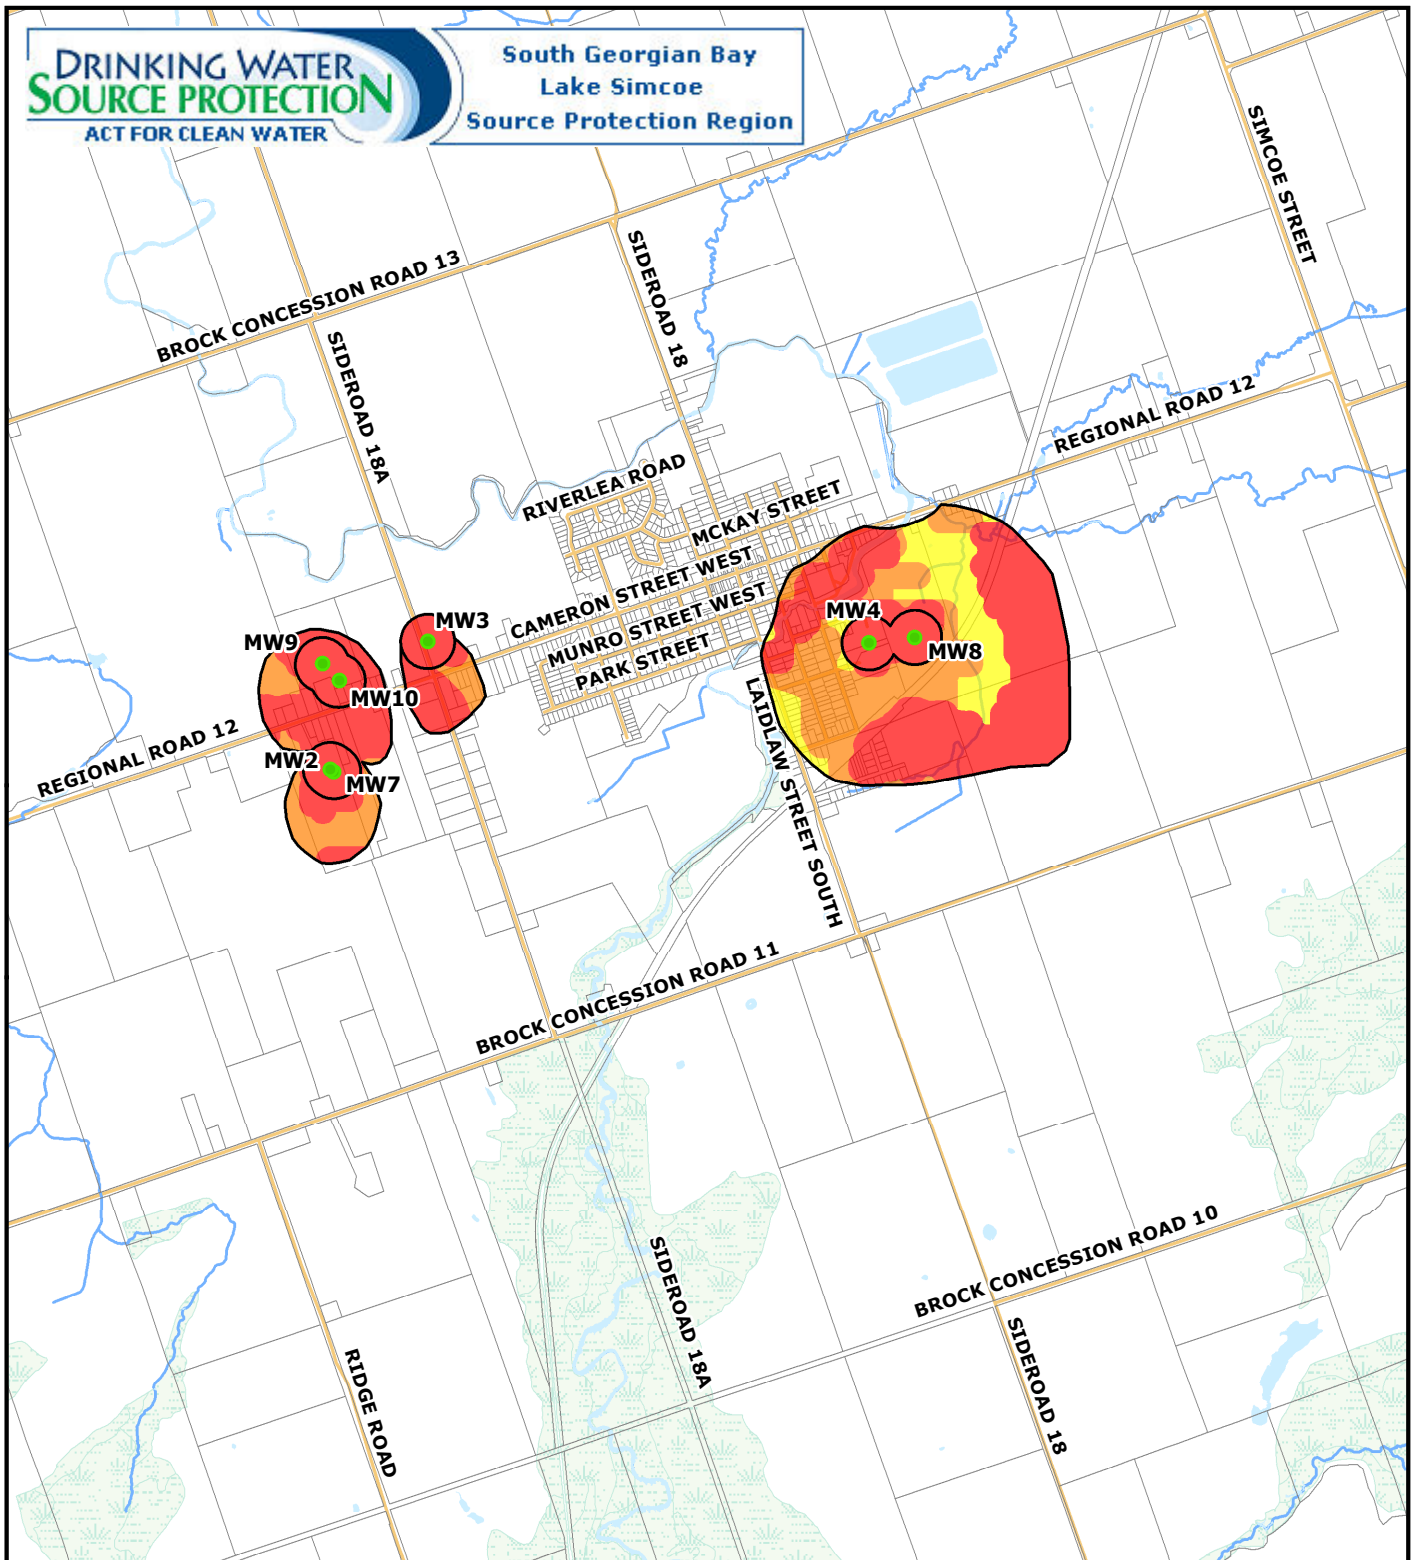 DRINKING WATER
SOURCE PROTECTION
ACT FOR CLEAN WATER
South Georgian Bay
Lake Simcoe
Source Protection Region
SIMCOE STREET
BROCK CONCESSION ROAD 13
SIDEROAD 18
SIDEROAD 18A
REGIONAL ROAD 12
RIVERLEA ROAD
MCKAY STREET
CAMERON STREET WEST
MUNRO STREET WEST
PARK STREET
MW3
MW4
MW8
MW9
MW10
REGIONAL ROAD 12
MW2
MW7
LAIDLAW STREET SOUTH
BROCK CONCESSION ROAD 11
BROCK CONCESSION ROAD 10
SIDEROAD 18A
SIDEROAD 18
RIDGE ROAD